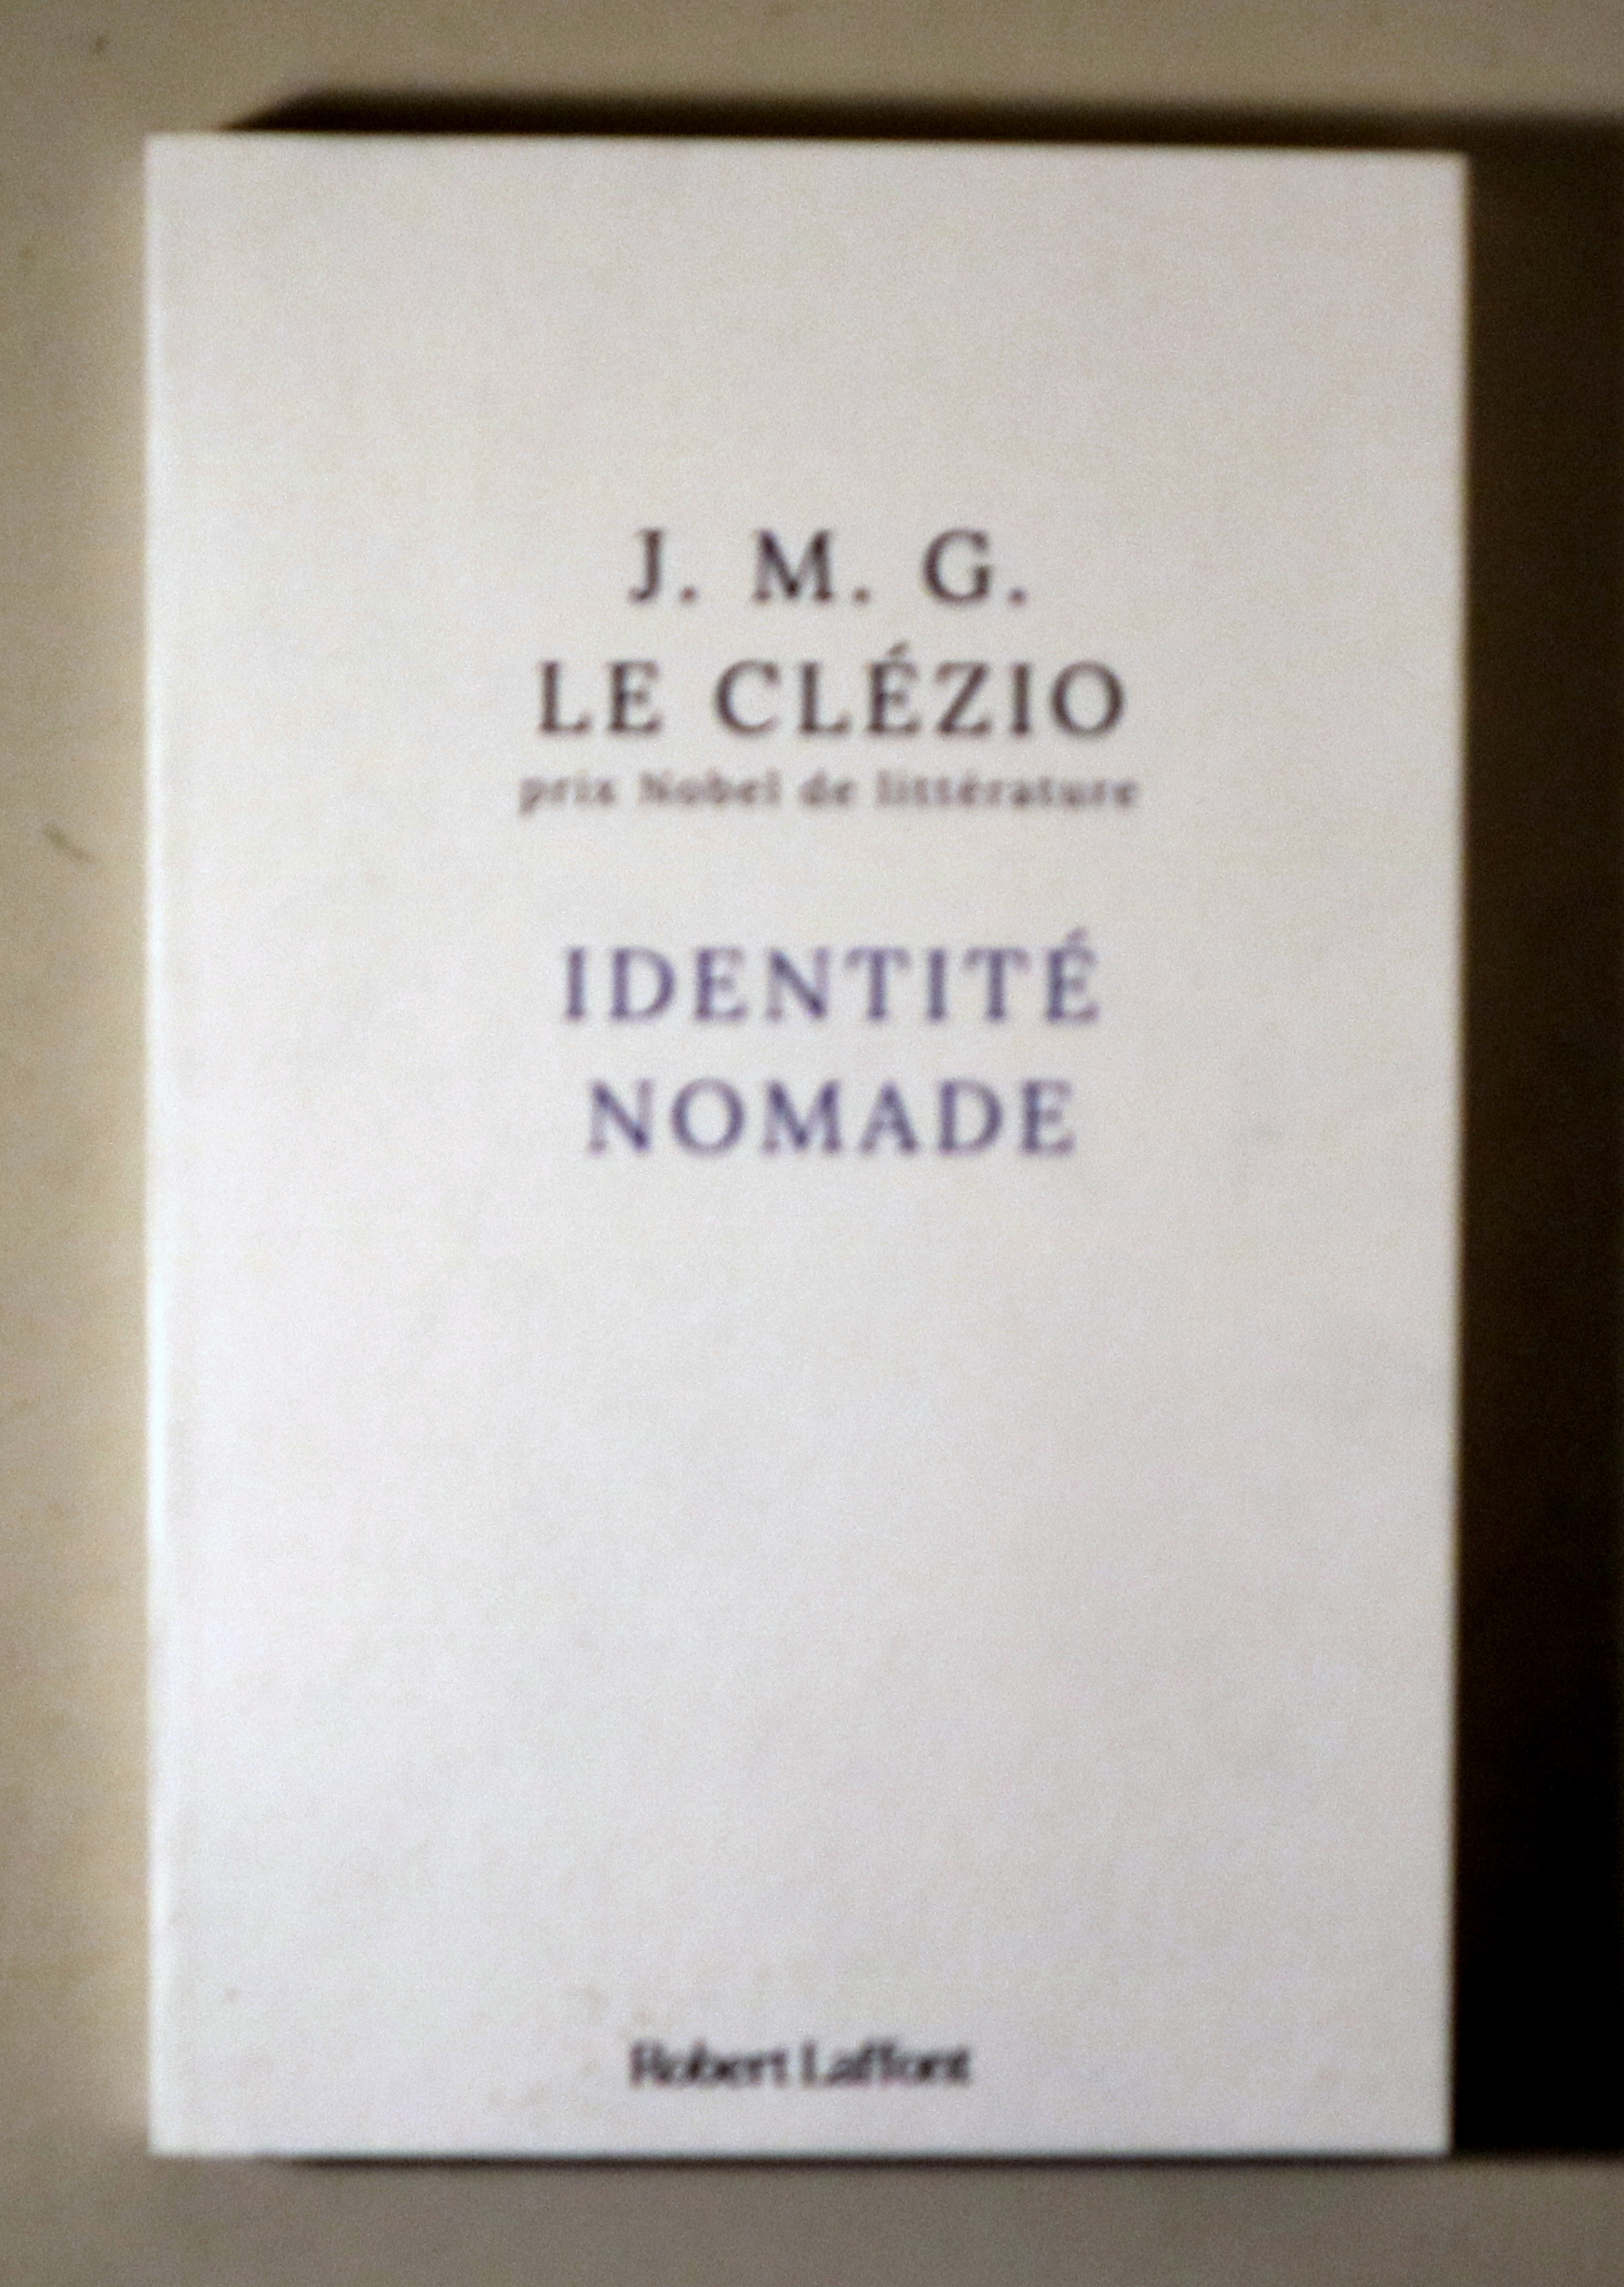 J. M. G.
LE CLÉZIO
prix Nobel de littérature
IDENTITÉ
NOMADE
Robert Laffont